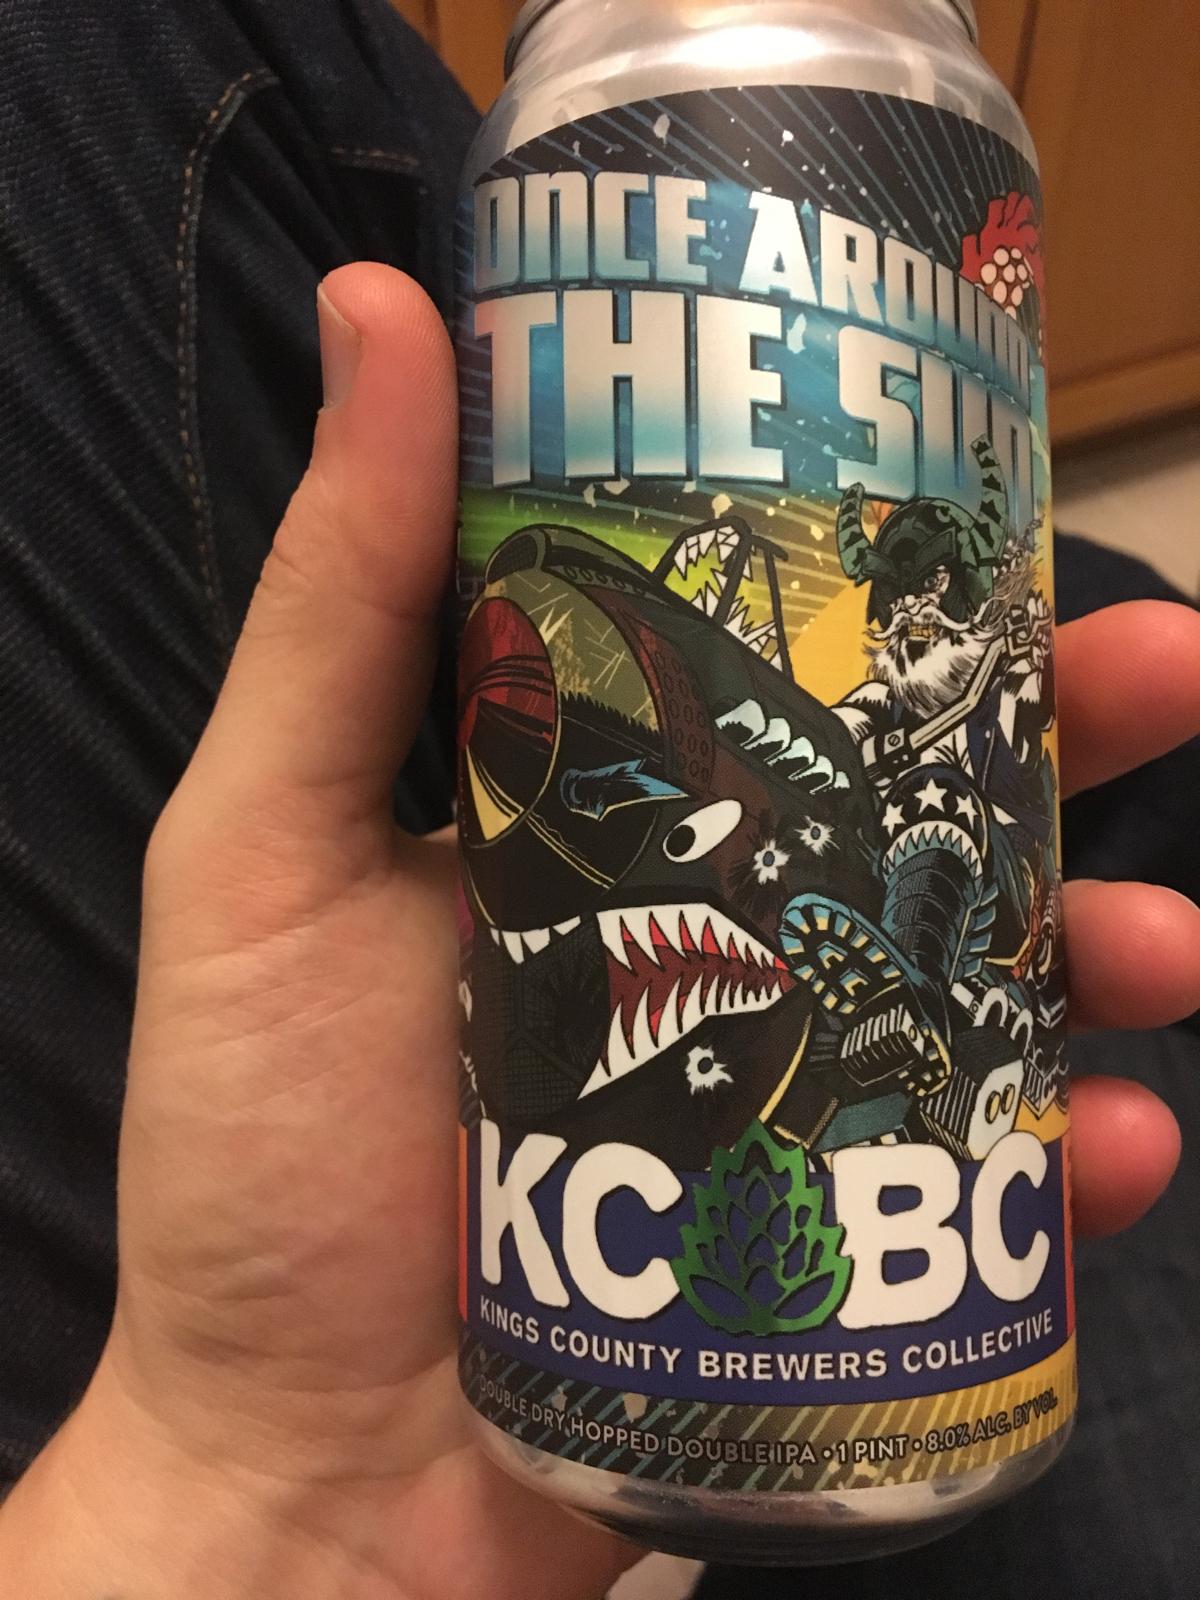 ONCE AROUND
THE SUN
KC BC
KINGS COUNTY BREWERS COLLECTIVE
DOUBLE DRY HOPPED DOUBLE IPA • 1 PINT • 8.0% ALC. BY VOL.